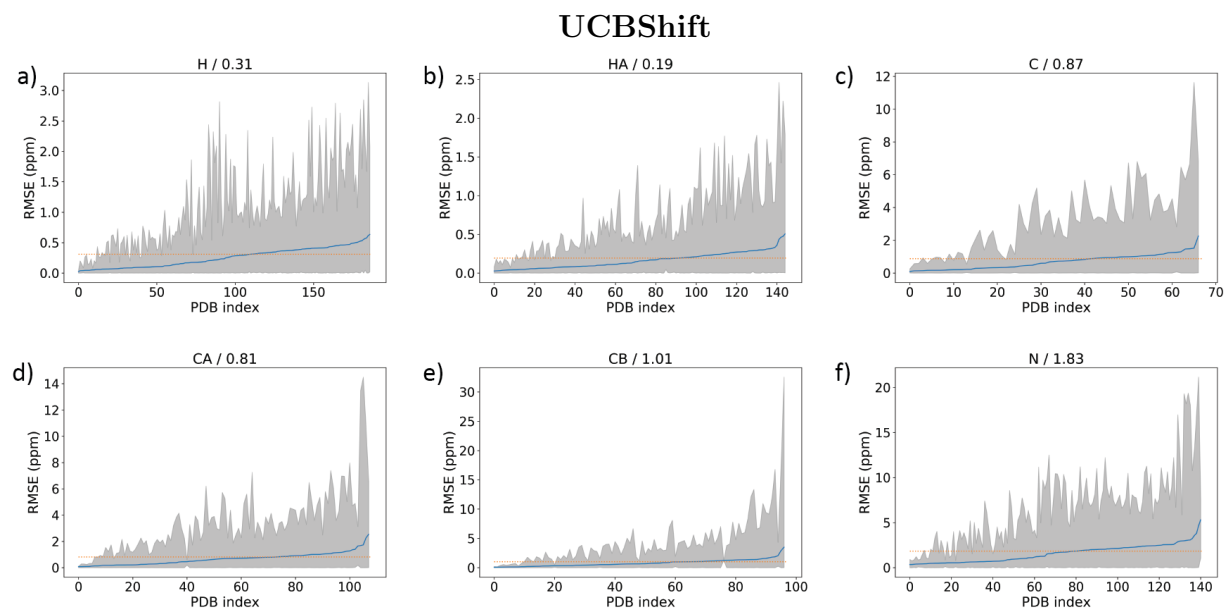 UCBShift
a)
H / 0.31
RMSE (ppm)
3.0
2.5
2.0
1.5
1.0
0.5
0.0
0 50 100 150
PDB index
b)
HA / 0.19
RMSE (ppm)
2.5
2.0
1.5
1.0
0.5
0.0
0 20 40 60 80 100 120 140
PDB index
c)
C / 0.87
RMSE (ppm)
12
10
8
6
4
2
0
0 10 20 30 40 50 60 70
PDB index
d)
CA / 0.81
RMSE (ppm)
14
12
10
8
6
4
2
0
0 20 40 60 80 100
PDB index
e)
CB / 1.01
RMSE (ppm)
30
25
20
15
10
5
0
0 20 40 60 80 100
PDB index
f)
N / 1.83
RMSE (ppm)
20
15
10
5
0
0 20 40 60 80 100 120 140
PDB index